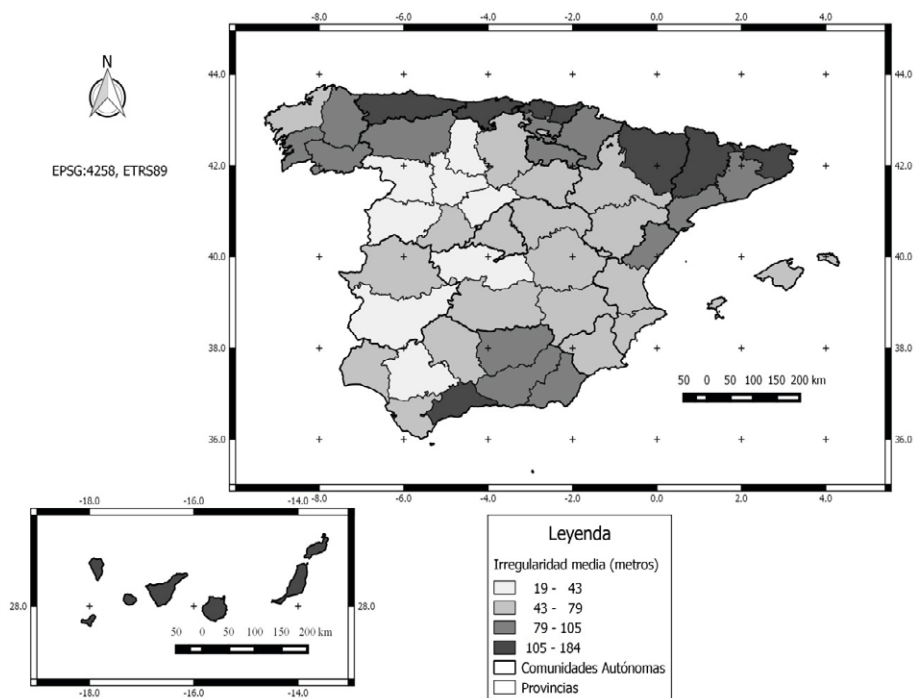 -8.0 -6.0 -4.0 -2.0 0.0 2.0 4.0
N
44.0 44.0
EPSG:4258, ETRS89
42.0 42.0
40.0 40.0
38.0 38.0
50 0 50 100 150 200 km
36.0 36.0
-8.0 -6.0 -4.0 -2.0 0.0 2.0 4.0
-18.0 -16.0 -14.0
28.0 28.0
50 0 50 100 150 200 km
-18.0 -16.0 -14.0
Leyenda
Irregularidad media (metros)
19 - 43
43 - 79
79 - 105
105 - 184
Comunidades Autónomas
Provincias